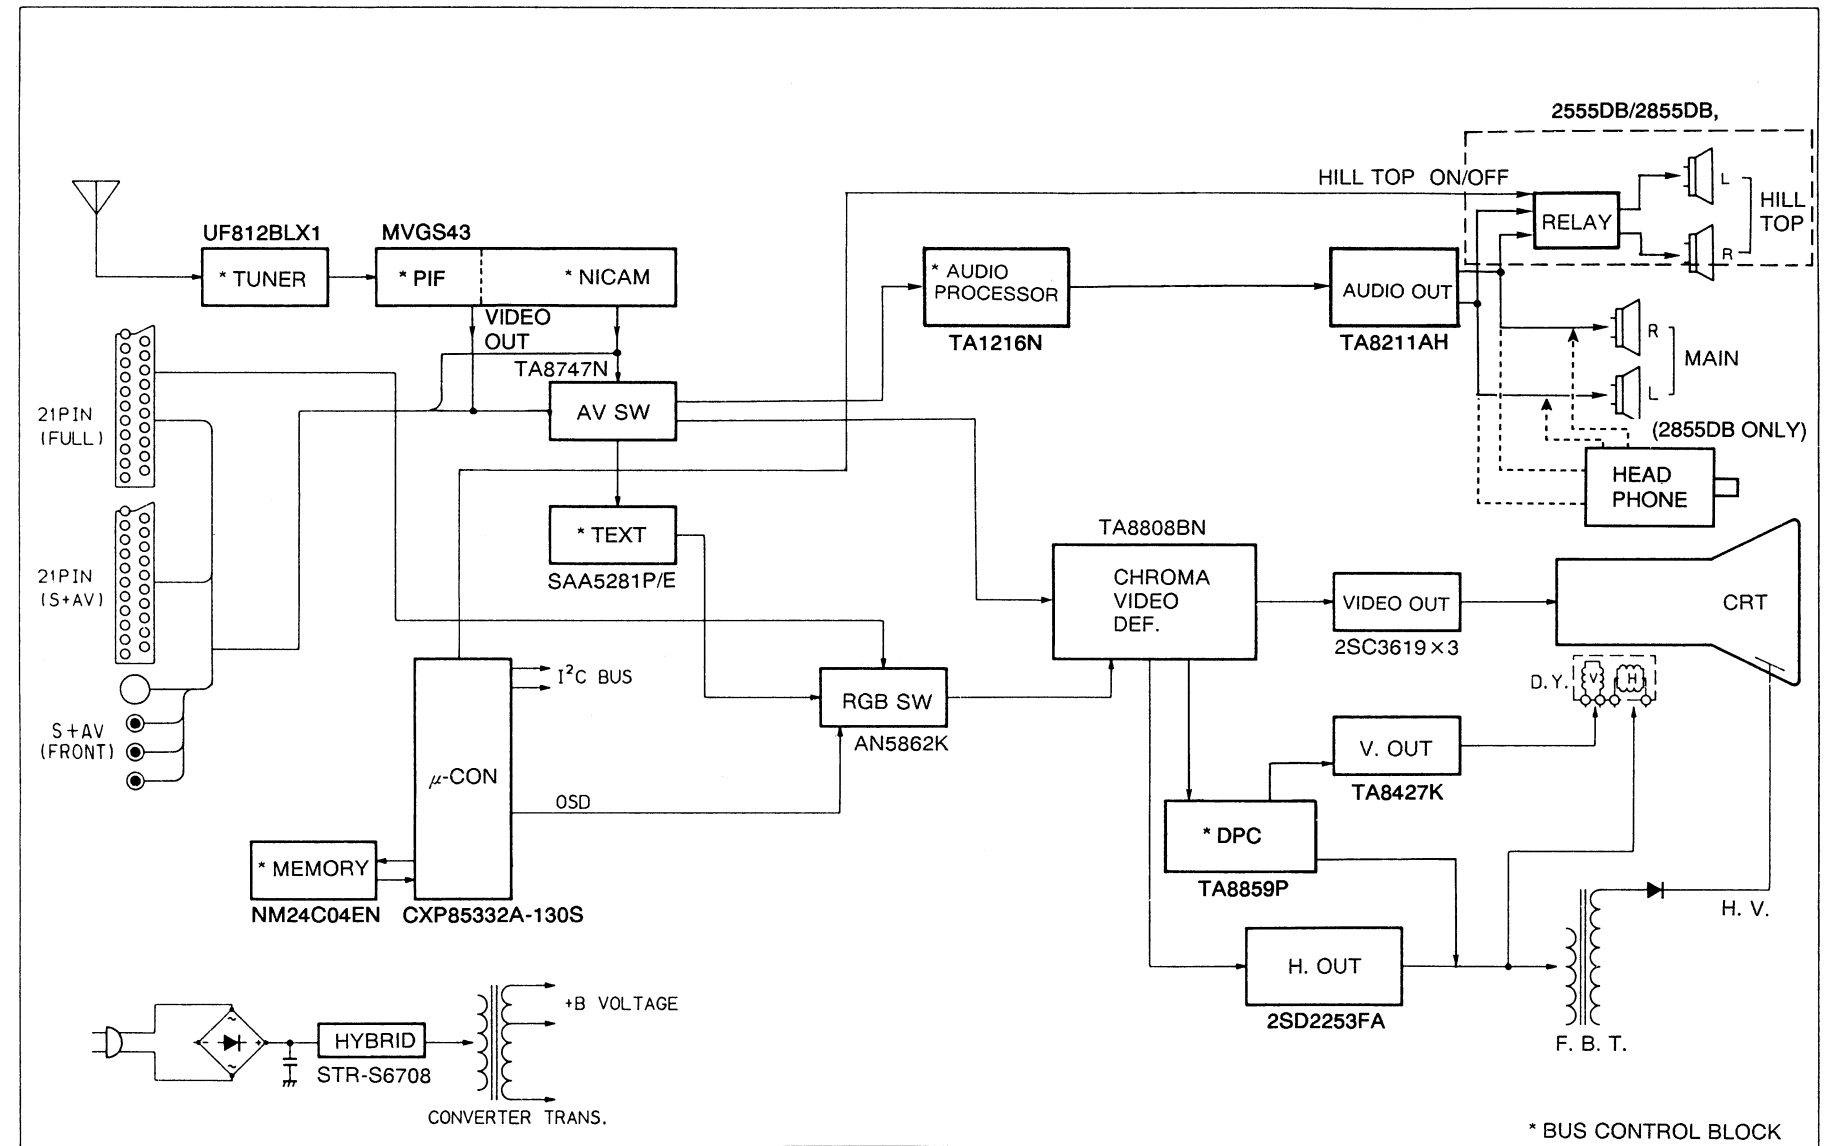 2555DB/2855DB,
HILL TOP ON/OFF
RELAY
L
R
HILL
TOP
UF812BLX1
* TUNER
MVGS43
* PIF
* NICAM
VIDEO
OUT
* AUDIO
PROCESSOR
TA1216N
AUDIO OUT
TA8211AH
R
L
MAIN
(2855DB ONLY)
HEAD
PHONE
TA8747N
AV SW
21PIN
(FULL)
* TEXT
SAA5281P/E
21PIN
(S+AV)
TA8808BN
CHROMA
VIDEO
DEF.
VIDEO OUT
2SC3619×3
CRT
D.Y.
V
H
I²C BUS
RGB SW
AN5862K
S+AV
(FRONT)
μ-CON
OSD
V. OUT
TA8427K
* DPC
TA8859P
* MEMORY
NM24C04EN
CXP85332A-130S
H. V.
H. OUT
2SD2253FA
F. B. T.
+B VOLTAGE
~
- +
~
HYBRID
STR-S6708
CONVERTER TRANS.
* BUS CONTROL BLOCK